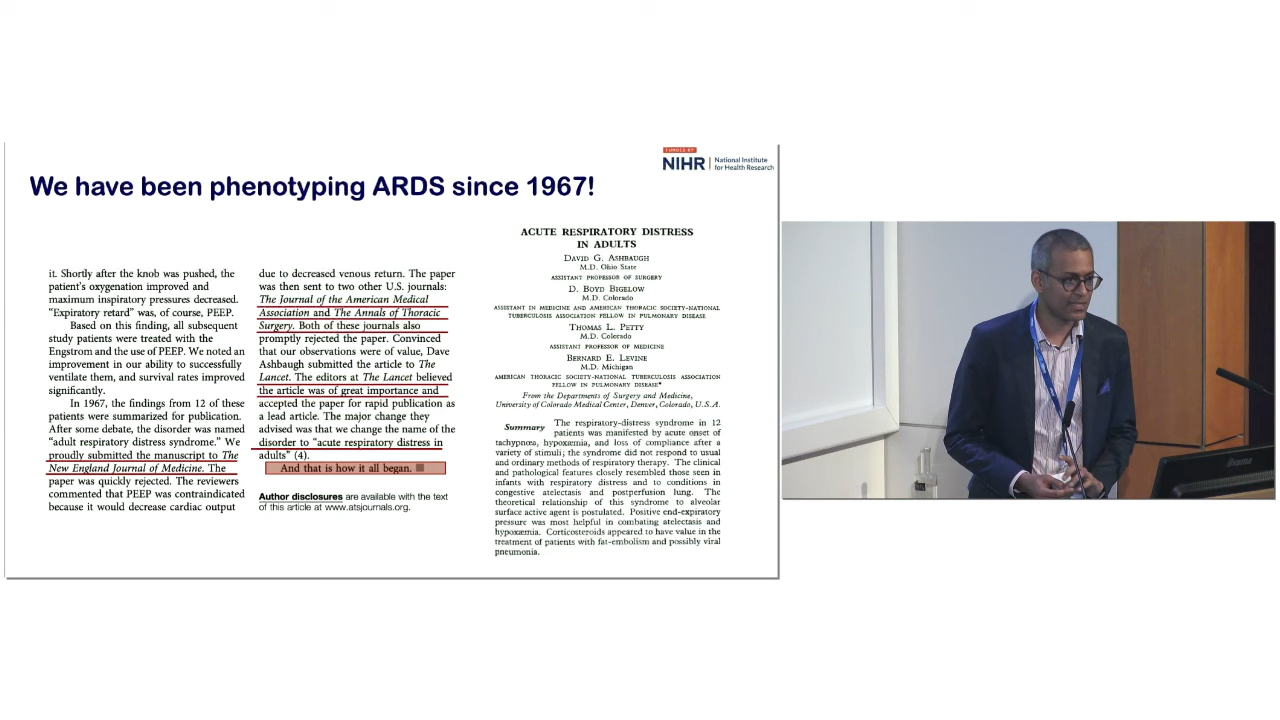 FUNDED BY
NIHR | National Institute
for Health Research
We have been phenotyping ARDS since 1967!
it. Shortly after the knob was pushed, the
patient's oxygenation improved and
maximum inspiratory pressures decreased.
"Expiratory retard" was, of course, PEEP.
Based on this finding, all subsequent
study patients were treated with the
Engstrom and the use of PEEP. We noted an
improvement in our ability to successfully
ventilate them, and survival rates improved
significantly.
In 1967, the findings from 12 of these
patients were summarized for publication.
After some debate, the disorder was named
"adult respiratory distress syndrome." We
proudly submitted the manuscript to The
New England Journal of Medicine. The
paper was quickly rejected. The reviewers
commented that PEEP was contraindicated
because it would decrease cardiac output
due to decreased venous return. The paper
was then sent to two other U.S. journals:
The Journal of the American Medical
Association and The Annals of Thoracic
Surgery. Both of these journals also
promptly rejected the paper. Convinced
that our observations were of value, Dave
Ashbaugh submitted the article to The
Lancet. The editors at The Lancet believed
the article was of great importance and
accepted the paper for rapid publication as
a lead article. The major change they
advised was that we change the name of the
disorder to "acute respiratory distress in
adults" (4).
And that is how it all began.
Author disclosures are available with the text
of this article at www.atsjournals.org.
ACUTE RESPIRATORY DISTRESS
IN ADULTS
DAVID G. ASHBAUGH
M.D. Ohio State
ASSISTANT PROFESSOR OF SURGERY
D. BOYD BIGELOW
M.D. Colorado
ASSISTANT IN MEDICINE AND AMERICAN THORACIC SOCIETY-NATIONAL
TUBERCULOSIS ASSOCIATION FELLOW IN PULMONARY DISEASE
THOMAS L. PETTY
M.D. Colorado
ASSISTANT PROFESSOR OF MEDICINE
BERNARD E. LEVINE
M.D. Michigan
AMERICAN THORACIC SOCIETY-NATIONAL TUBERCULOSIS ASSOCIATION
FELLOW IN PULMONARY DISEASE*
From the Departments of Surgery and Medicine,
University of Colorado Medical Center, Denver, Colorado, U.S.A.
Summary The respiratory-distress syndrome in 12
patients was manifested by acute onset of
tachypnœa, hypoxæmia, and loss of compliance after a
variety of stimuli; the syndrome did not respond to usual
and ordinary methods of respiratory therapy. The clinical
and pathological features closely resembled those seen in
infants with respiratory distress and to conditions in
congestive atelectasis and postperfusion lung. The
theoretical relationship of this syndrome to alveolar
surface active agent is postulated. Positive end-expiratory
pressure was most helpful in combating atelectasis and
hypoxæmia. Corticosteroids appeared to have value in the
treatment of patients with fat-embolism and possibly viral
pneumonia.
iiyama